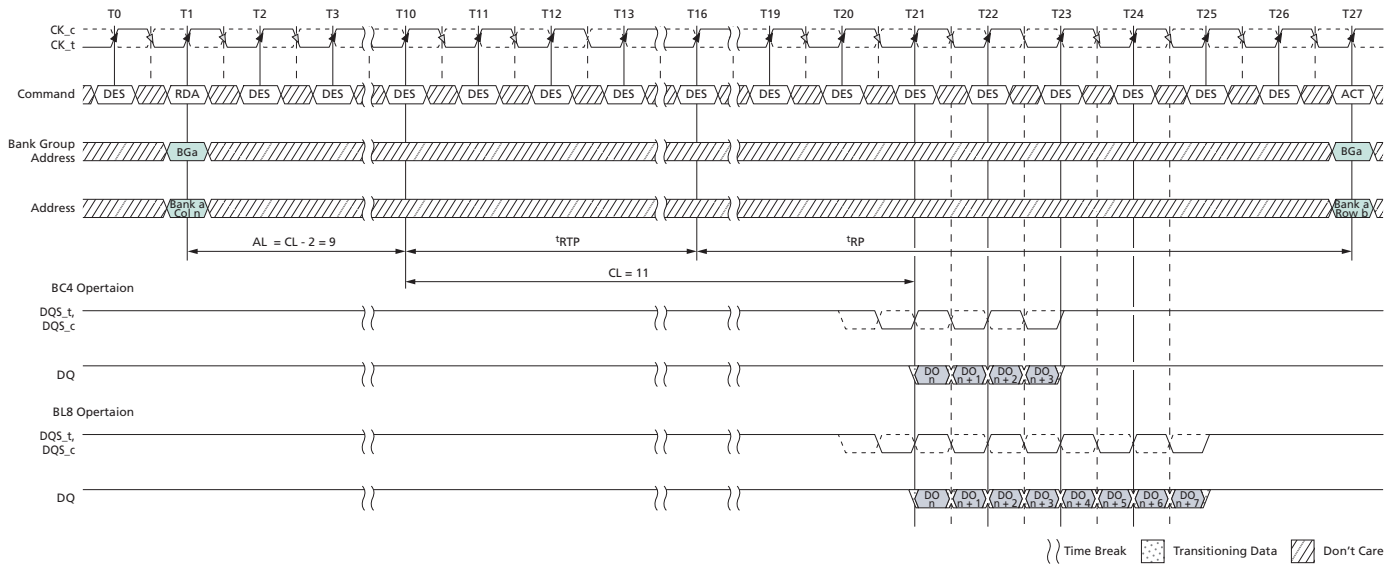 T0 T1 T2 T3 T10 T11 T12 T13 T16 T19 T20 T21 T22 T23 T24 T25 T26 T27
CK_c
CK_t
Command DES RDA DES DES DES DES DES DES DES DES DES DES DES DES DES DES DES ACT
Bank Group
Address
BGa BGa
Address
Bank a
Col n
Bank a
Row b
AL = CL - 2 = 9 tRTP tRP
CL = 11
BC4 Opertaion
DQS_t,
DQS_c
DQ
DO
n
DO
n + 1
DO
n + 2
DO
n + 3
BL8 Opertaion
DQS_t,
DQS_c
DQ
DO
n
DO
n + 1
DO
n + 2
DO
n + 3
DO
n + 4
DO
n + 5
DO
n + 6
DO
n + 7
Time Break Transitioning Data Don't Care